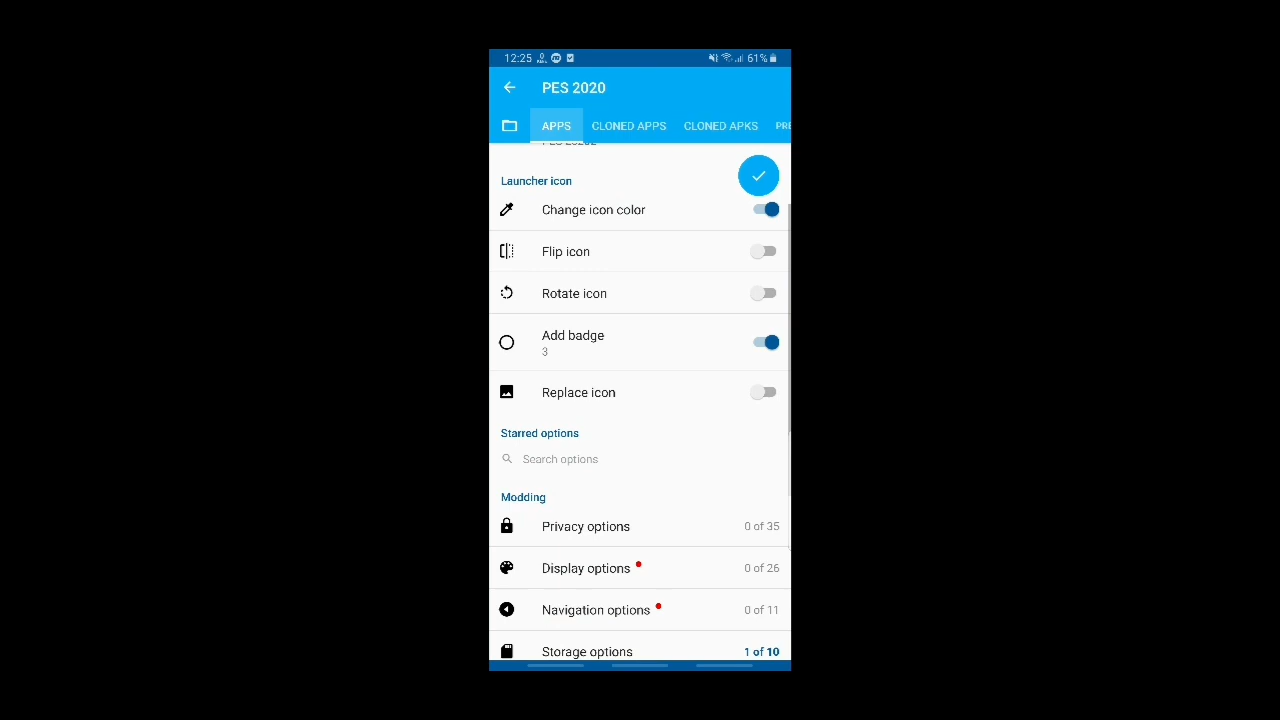 12:25 61%
PES 2020
APPS CLONED APPS CLONED APKS PRE
Launcher icon
Change icon color
Flip icon
Rotate icon
Add badge
3
Replace icon
Starred options
Search options
Modding
Privacy options 0 of 35
Display options 0 of 26
Navigation options 0 of 11
Storage options 1 of 10